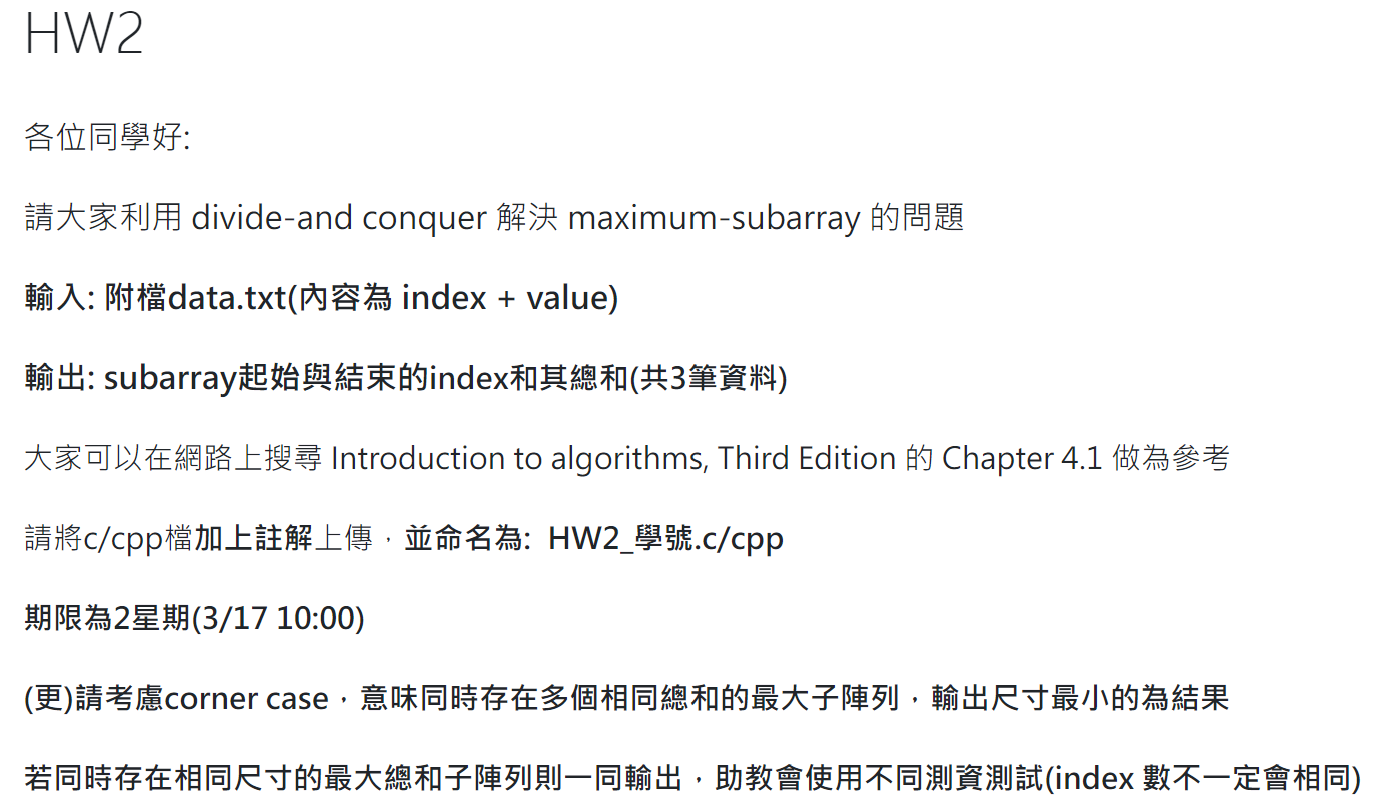 HW2
各位同學好:
請大家利用 divide-and conquer 解決 maximum-subarray 的問題
輸入: 附檔data.txt(內容為 index + value)
輸出: subarray起始與結束的index和其總和(共3筆資料)
大家可以在網路上搜尋 Introduction to algorithms, Third Edition 的 Chapter 4.1 做為參考
請將c/cpp檔加上註解上傳，並命名為: HW2_學號.c/cpp
期限為2星期(3/17 10:00)
(更)請考慮corner case，意味同時存在多個相同總和的最大子陣列，輸出尺寸最小的為結果
若同時存在相同尺寸的最大總和子陣列則一同輸出，助教會使用不同測資測試(index 數不一定會相同)